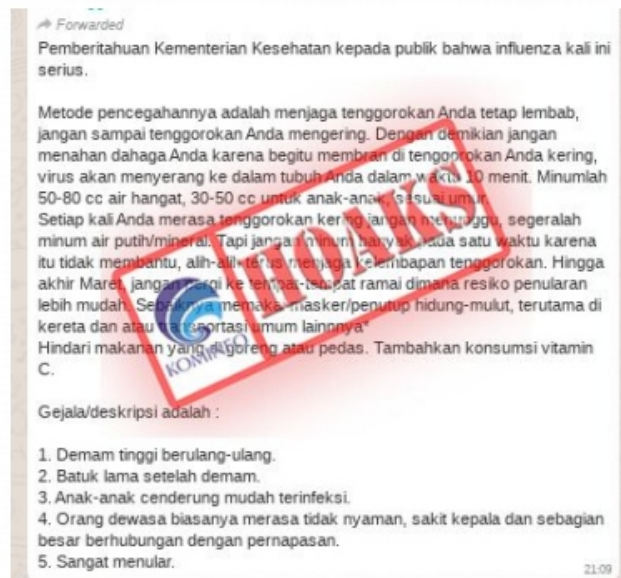 Forwarded
Pemberitahuan Kementerian Kesehatan kepada publik bahwa influenza kali ini
serius.
Metode pencegahannya adalah menjaga tenggorokan Anda tetap lembab,
jangan sampai tenggorokan Anda mengering. Dengan demikian jangan
menahan dahaga Anda karena begitu membran di tenggorokan Anda kering,
virus akan menyerang ke dalam tubuh Anda dalam waktu 10 menit. Minumlah
50-80 cc air hangat, 30-50 cc untuk anak-anak, sesuai umur.
Setiap kali Anda merasa tenggorokan kering jangan menunggu, segeralah
minum air putih/mineral. Tapi jangan minum banyak pada satu waktu karena
itu tidak membantu, alih-alih terus menjaga kelembapan tenggorokan. Hingga
akhir Maret, jangan pergi ke tempat-tempat ramai dimana resiko penularan
lebih mudah. Sebaiknya memakai masker/penutup hidung-mulut, terutama di
kereta dan atau transportasi umum lainnya"
Hindari makanan yang digoreng atau pedas. Tambahkan konsumsi vitamin
C.
HOAKS
KOMINFO
Gejala/deskripsi adalah :
1. Demam tinggi berulang-ulang.
2. Batuk lama setelah demam.
3. Anak-anak cenderung mudah terinfeksi.
4. Orang dewasa biasanya merasa tidak nyaman, sakit kepala dan sebagian
besar berhubungan dengan pernapasan.
5. Sangat menular.
21:09